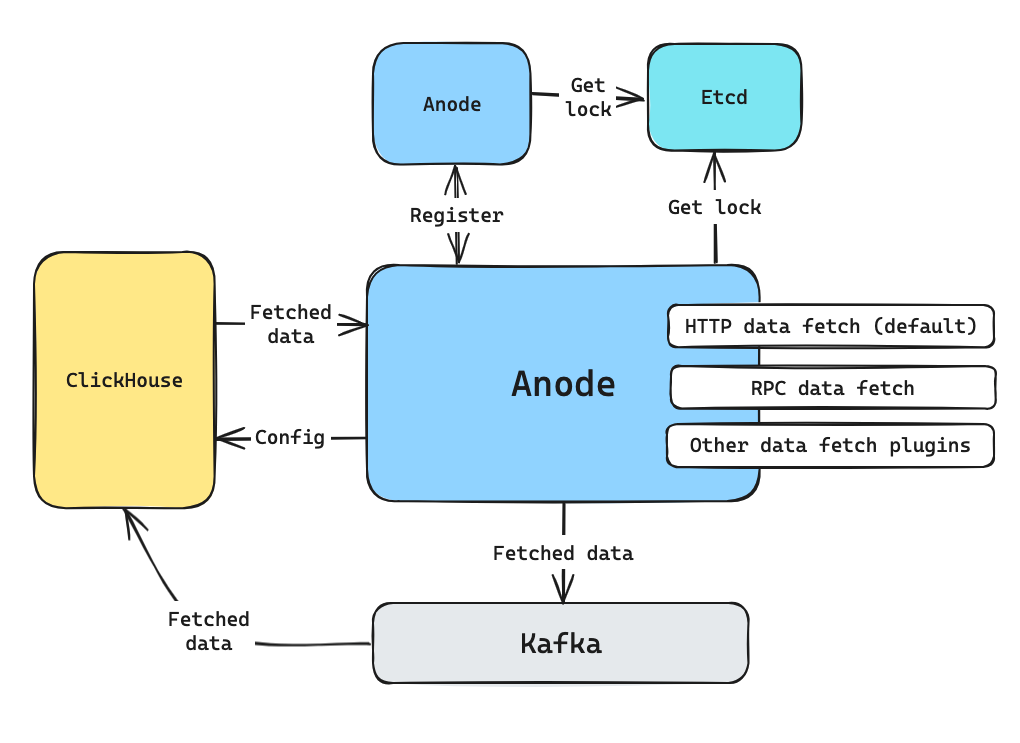 Anode
Get
lock
Etcd
Register
Get lock
ClickHouse
Fetched
data
Anode
HTTP data fetch (default)
RPC data fetch
Other data fetch plugins
Config
Fetched data
Fetched
data
Kafka